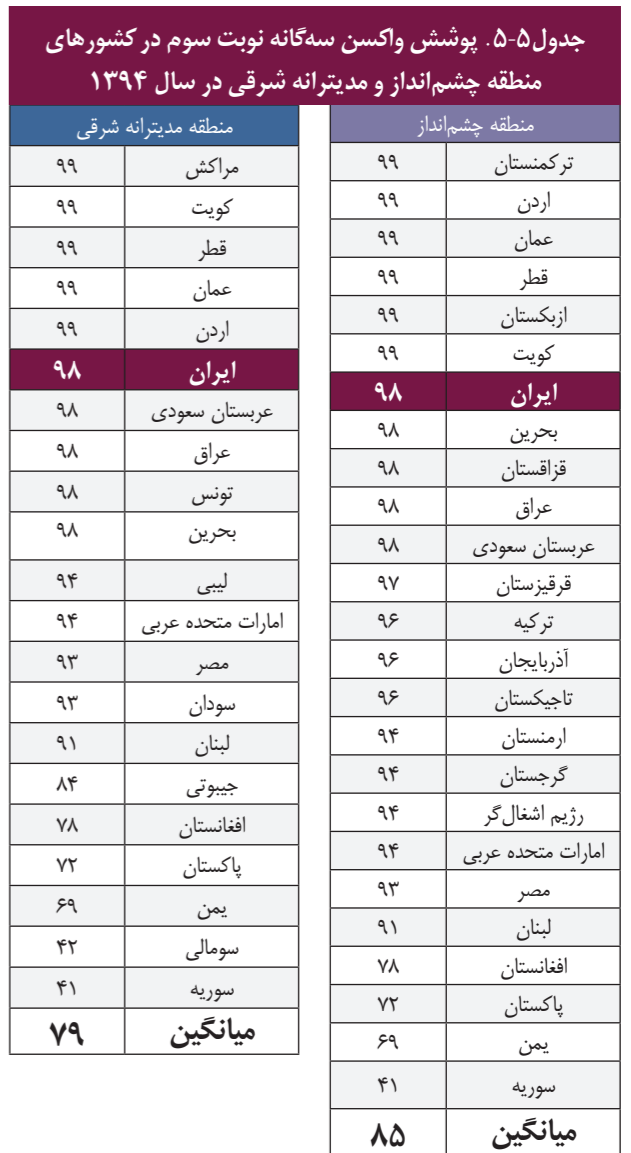 جدول۵-۵. پوشش واکسن سه‌گانه نوبت سوم در کشورهای
منطقه چشم‌انداز و مدیترانه شرقی در سال ۱۳۹۴
منطقه چشم‌انداز
ترکمنستان ۹۹
اردن ۹۹
عمان ۹۹
قطر ۹۹
ازبکستان ۹۹
کویت ۹۹
ایران ۹۸
بحرین ۹۸
قزاقستان ۹۸
عراق ۹۸
عربستان سعودی ۹۸
قرقیزستان ۹۷
ترکیه ۹۶
آذربایجان ۹۶
تاجیکستان ۹۶
ارمنستان ۹۴
گرجستان ۹۴
رژیم اشغال‌گر ۹۴
امارات متحده عربی ۹۴
مصر ۹۳
لبنان ۹۱
افغانستان ۷۸
پاکستان ۷۲
یمن ۶۹
سوریه ۴۱
میانگین ۸۵
منطقه مدیترانه شرقی
مراکش ۹۹
کویت ۹۹
قطر ۹۹
عمان ۹۹
اردن ۹۹
ایران ۹۸
عربستان سعودی ۹۸
عراق ۹۸
تونس ۹۸
بحرین ۹۸
لیبی ۹۴
امارات متحده عربی ۹۴
مصر ۹۳
سودان ۹۳
لبنان ۹۱
جیبوتی ۸۴
افغانستان ۷۸
پاکستان ۷۲
یمن ۶۹
سومالی ۴۲
سوریه ۴۱
میانگین ۷۹